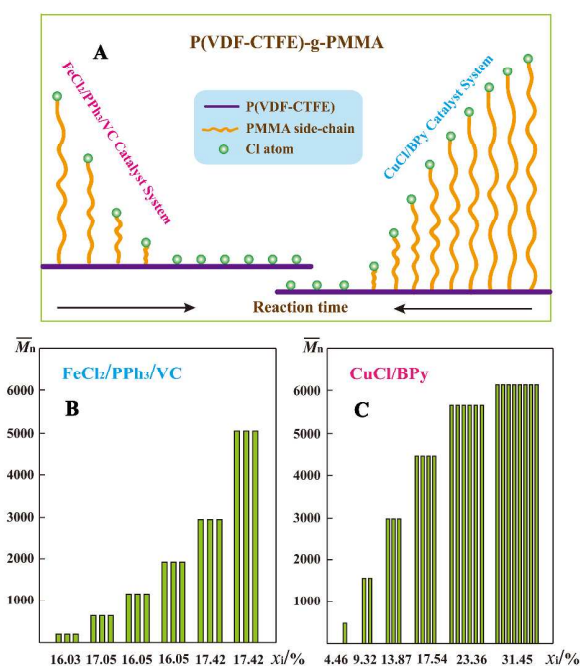 A
P(VDF-CTFE)-g-PMMA
FeCl₂/PPh₃/VC Catalyst System
CuCl/BPy Catalyst System
P(VDF-CTFE)
PMMA side-chain
Cl atom
Reaction time
M̅n
FeCl₂/PPh₃/VC
B
6000
5000
4000
3000
2000
1000
16.03 17.05 16.05 16.05 17.42 17.42 xi/%
M̅n
CuCl/BPy
C
6000
5000
4000
3000
2000
1000
4.46 9.32 13.87 17.54 23.36 31.45 xi/%